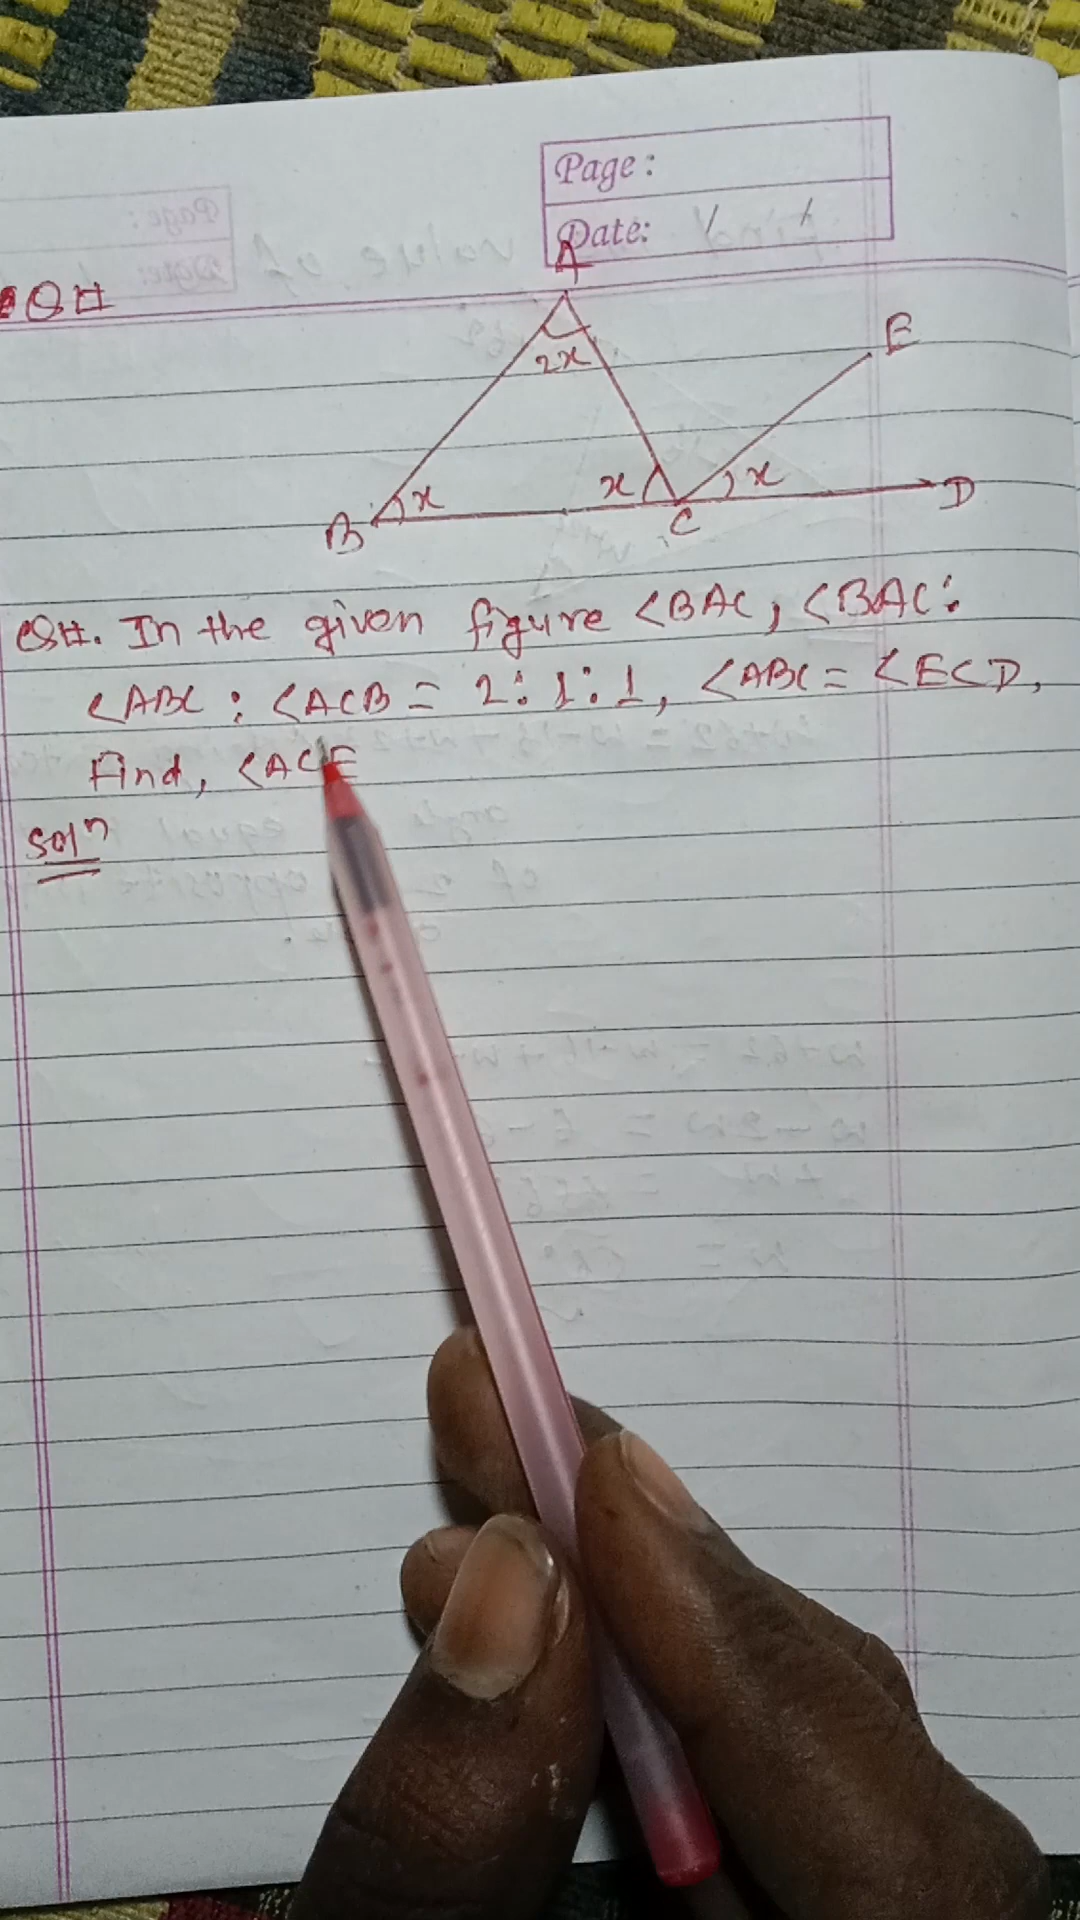 Page :
Date: / /
A
Q#
2x
E
x
x
x
B
C
D
Q#. In the given figure <BAC, <BAC:
<ABC : <ACB = 2:1:1, <ABC = <ECD,
Find, <ACE
Solⁿ